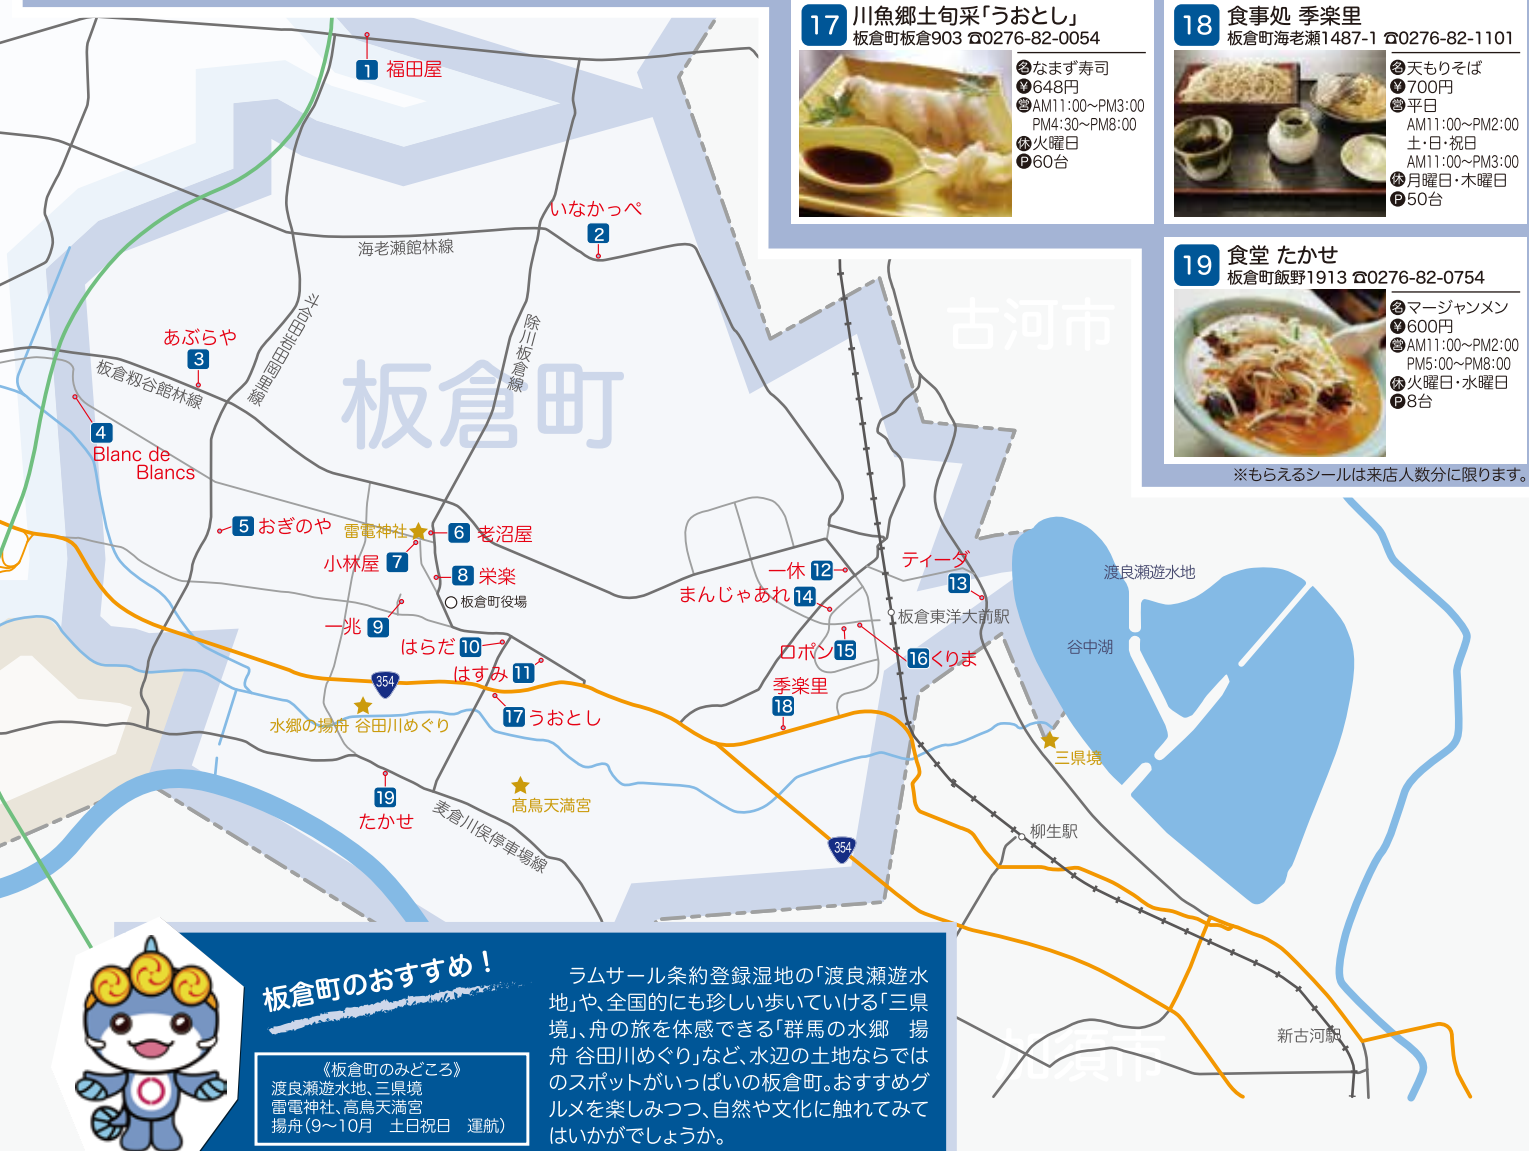 17 川魚郷土旬采「うおとし」
板倉町板倉903 ☎0276-82-0054
名なまず寿司
¥648円
営AM11:00〜PM3:00
PM4:30〜PM8:00
休火曜日
P60台
18 食事処 季楽里
板倉町海老瀬1487-1 ☎0276-82-1101
名天もりそば
¥700円
営平日
AM11:00〜PM2:00
土・日・祝日
AM11:00〜PM3:00
休月曜日・木曜日
P50台
19 食堂 たかせ
板倉町飯野1913 ☎0276-82-0754
名マージャンメン
¥600円
営AM11:00〜PM2:00
PM5:00〜PM8:00
休火曜日・水曜日
P8台
※もらえるシールは来店人数分に限ります。
1 福田屋
いなかっぺ
2
海老瀬館林線
古河市
斗合田岩田岡里線
除川板倉線
あぶらや
3
板倉籾谷館林線
板倉町
4
Blanc de
Blancs
5 おぎのや
雷電神社
6 老沼屋
小林屋 7
8 栄楽
板倉町役場
一兆 9
はらだ 10
はすみ 11
一休 12
ティーダ
13
まんじゃあれ 14
板倉東洋大前駅
ロポン 15
16 くりま
季楽里
18
渡良瀬遊水地
谷中湖
354
水郷の揚舟 谷田川めぐり
17 うおとし
三県境
19
たかせ
高鳥天満宮
麦倉川俣停車場線
354
柳生駅
新古河駅
加須市
板倉町のおすすめ!
《板倉町のみどころ》
渡良瀬遊水地、三県境
雷電神社、高鳥天満宮
揚舟(9〜10月 土日祝日 運航)
ラムサール条約登録湿地の「渡良瀬遊水
地」や、全国的にも珍しい歩いていける「三県
境」、舟の旅を体感できる「群馬の水郷 揚
舟 谷田川めぐり」など、水辺の土地ならでは
のスポットがいっぱいの板倉町。おすすめグ
ルメを楽しみつつ、自然や文化に触れてみて
はいかがでしょうか。